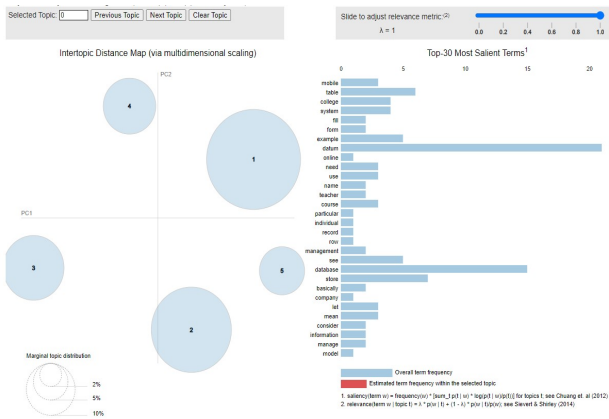 Selected Topic: 0 Previous Topic Next Topic Clear Topic
Slide to adjust relevance metric:(2)
λ = 1
0.0 0.2 0.4 0.6 0.8 1.0
Intertopic Distance Map (via multidimensional scaling)
PC2
PC1
4
1
3
5
2
Marginal topic distribution
2%
5%
10%
Top-30 Most Salient Terms1
0 5 10 15 20
mobile
table
college
system
fill
form
example
datum
online
need
use
name
teacher
course
particular
individual
record
row
management
see
database
store
basically
company
let
mean
consider
information
manage
model
Overall term frequency
Estimated term frequency within the selected topic
1. saliency(term w) = frequency(w) * [sum_t p(t | w) * log(p(t | w)/p(t))] for topics t; see Chuang et. al (2012)
2. relevance(term w | topic t) = λ * p(w | t) + (1 - λ) * p(w | t)/p(w); see Sievert & Shirley (2014)